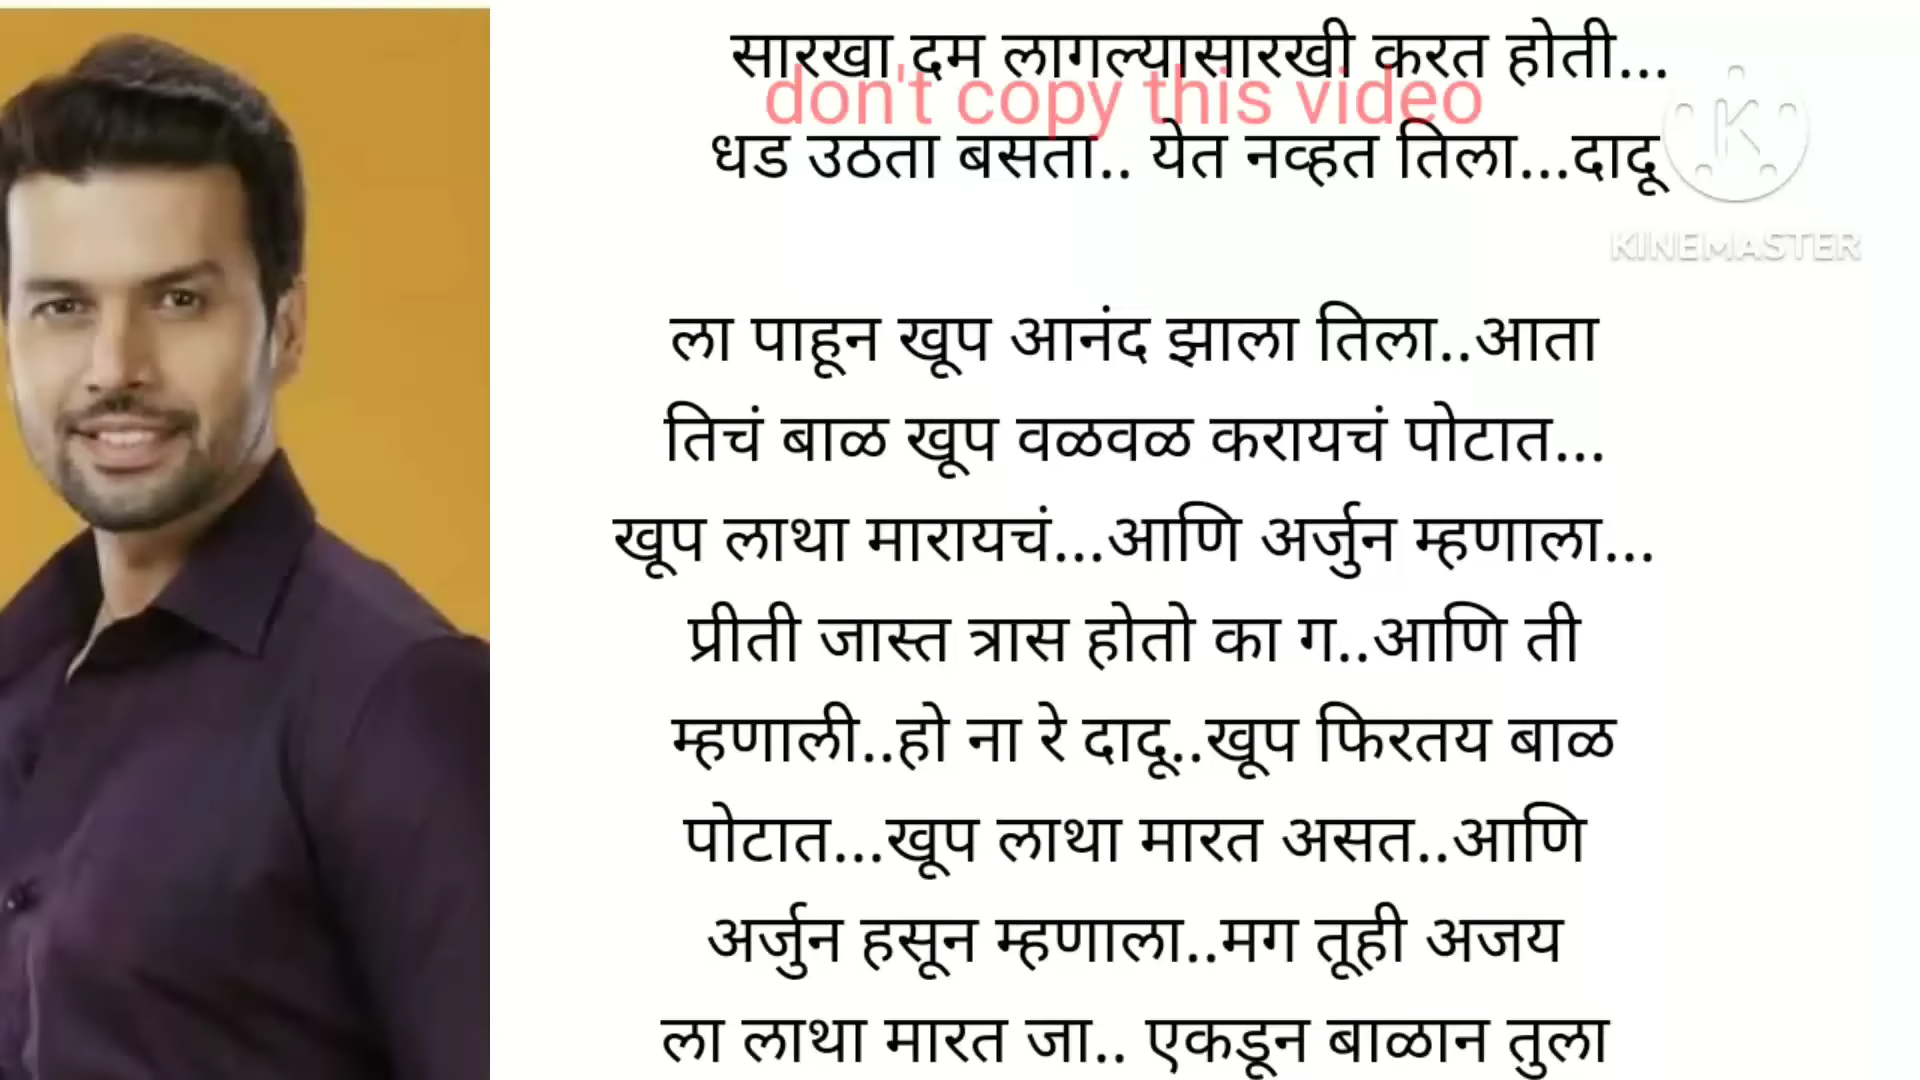 सारखा दम लागल्यासारखी करत होती...
don't copy this video
धड उठता बसता.. येत नव्हत तिला...दादू
K
KINEMASTER
ला पाहून खूप आनंद झाला तिला..आता
तिचं बाळ खूप वळवळ करायचं पोटात...
खूप लाथा मारायचं...आणि अर्जुन म्हणाला...
प्रीती जास्त त्रास होतो का ग..आणि ती
म्हणाली..हो ना रे दादू..खूप फिरतय बाळ
पोटात...खूप लाथा मारत असत..आणि
अर्जुन हसून म्हणाला..मग तूही अजय
ला लाथा मारत जा.. एकडून बाळान तुला